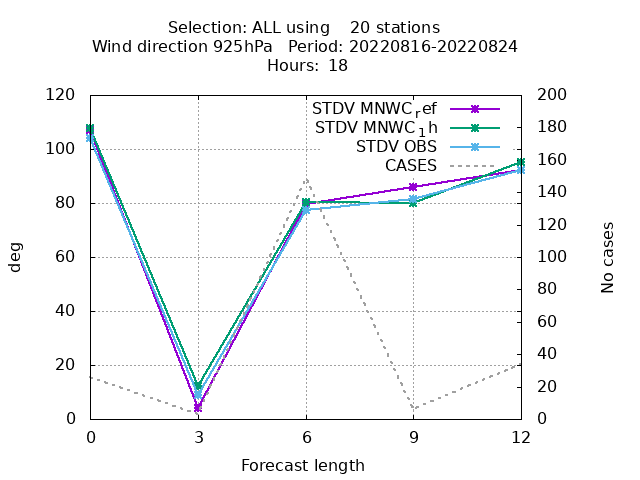 Selection: ALL using    20 stations
Wind direction 925hPa   Period: 20220816-20220824
Hours: 18
STDV MNWC_ref
STDV MNWC_1h
STDV OBS
CASES
120
100
80
60
40
20
0
200
180
160
140
120
100
80
60
40
20
0
deg
No cases
0 3 6 9 12
Forecast length